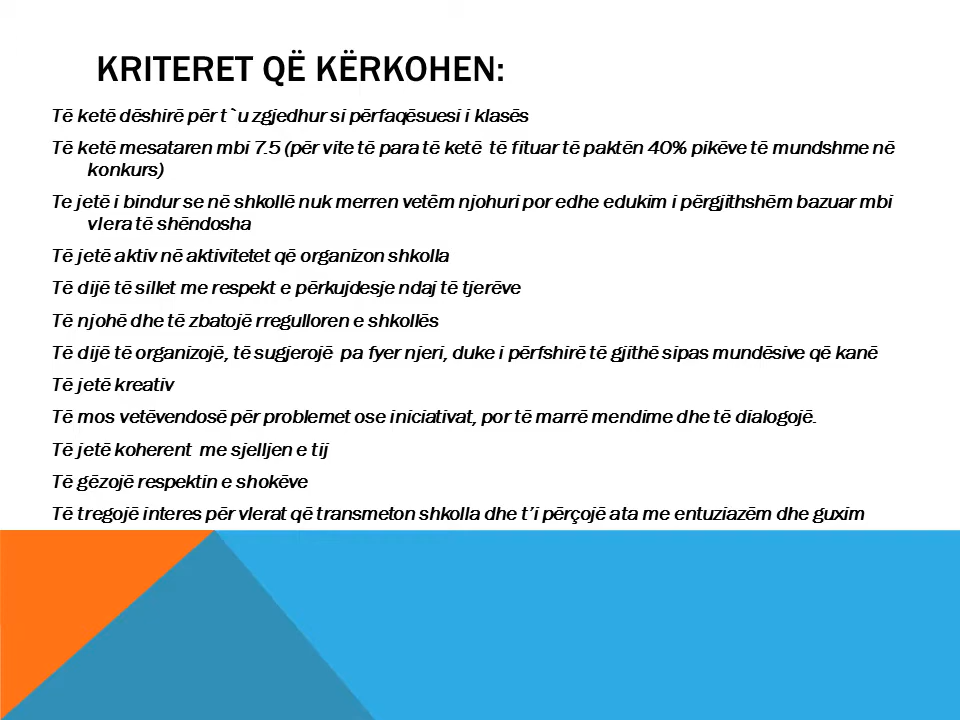 KRITERET QË KËRKOHEN:
Të ketë dëshirë për t`u zgjedhur si përfaqësuesi i klasës
Të ketë mesataren mbi 7.5 (për vite të para të ketë të fituar të paktën 40% pikëve të mundshme në
konkurs)
Te jetë i bindur se në shkollë nuk merren vetëm njohuri por edhe edukim i përgjithshëm bazuar mbi
vlera të shëndosha
Të jetë aktiv në aktivitetet që organizon shkolla
Të dijë të sillet me respekt e përkujdesje ndaj të tjerëve
Të njohë dhe të zbatojë rregulloren e shkollës
Të dijë të organizojë, të sugjerojë pa fyer njeri, duke i përfshirë të gjithë sipas mundësive që kanë
Të jetë kreativ
Të mos vetëvendosë për problemet ose iniciativat, por të marrë mendime dhe të dialogojë.
Të jetë koherent me sjelljen e tij
Të gëzojë respektin e shokëve
Të tregojë interes për vlerat që transmeton shkolla dhe t’i përçojë ata me entuziazëm dhe guxim